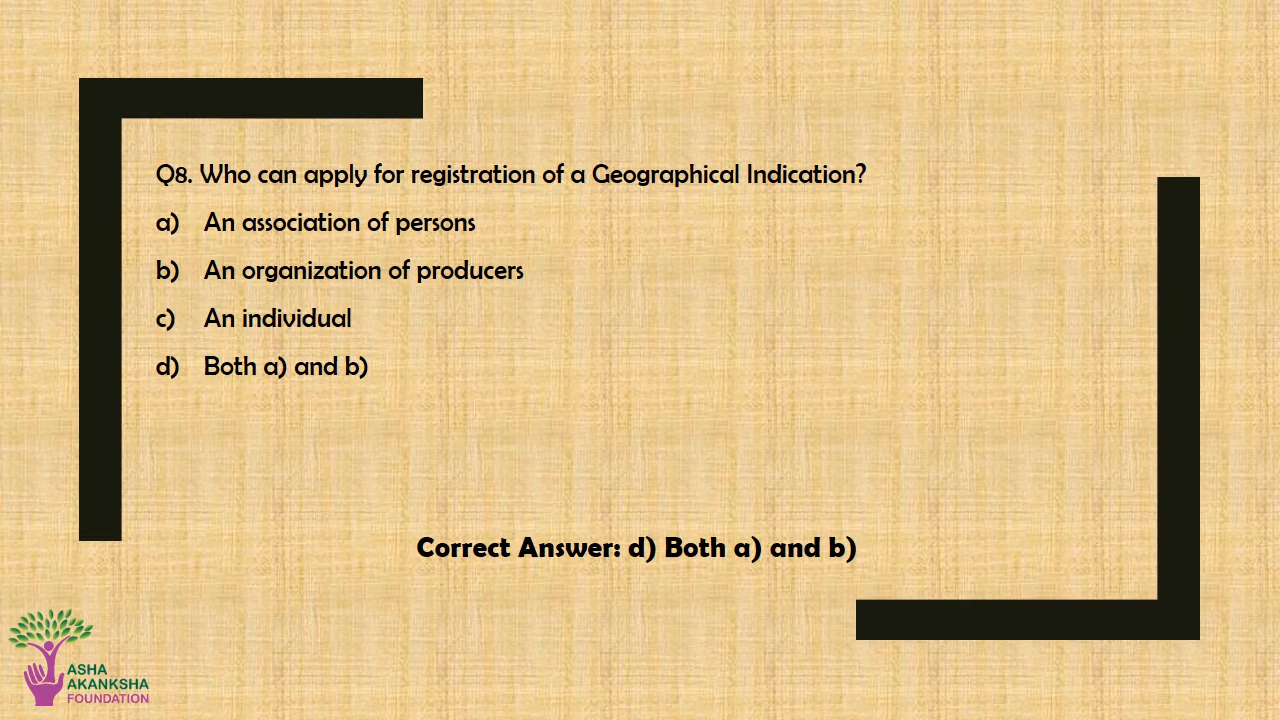 Q8. Who can apply for registration of a Geographical Indication?
a) An association of persons
b) An organization of producers
c) An individual
d) Both a) and b)
Correct Answer: d) Both a) and b)
ASHA
AKANKSHA
FOUNDATION